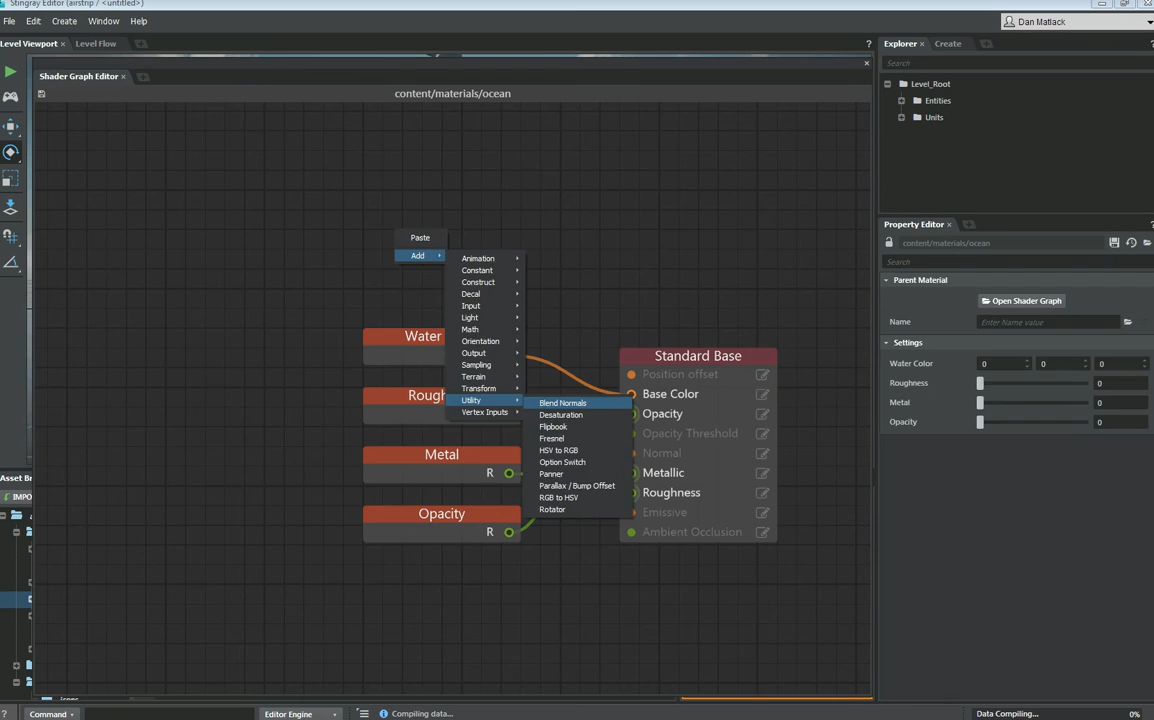 Stingray Editor (airstrip / <untitled>)
File Edit Create Window Help
Dan Matlack
Level Viewport × Level Flow
?
Explorer × Create
Shader Graph Editor ×
content/materials/ocean
Search
Level_Root
Entities
Units
Paste
Add
Animation
Constant
Construct
Decal
Input
Light
Math
Orientation
Output
Sampling
Terrain
Transform
Utility
Vertex Inputs
Blend Normals
Desaturation
Flipbook
Fresnel
HSV to RGB
Option Switch
Panner
Parallax / Bump Offset
RGB to HSV
Rotator
Water
Rough
Metal
R
Opacity
R
Standard Base
Position offset
Base Color
Opacity
Opacity Threshold
Normal
Metallic
Roughness
Emissive
Ambient Occlusion
Property Editor ×
content/materials/ocean
Search
Parent Material
Open Shader Graph
Name Enter Name value
Settings
Water Color 0 0 0
Roughness 0
Metal 0
Opacity 0
Asset Br
IMPO
? Command Editor Engine Compiling data... Data Compiling... 0%